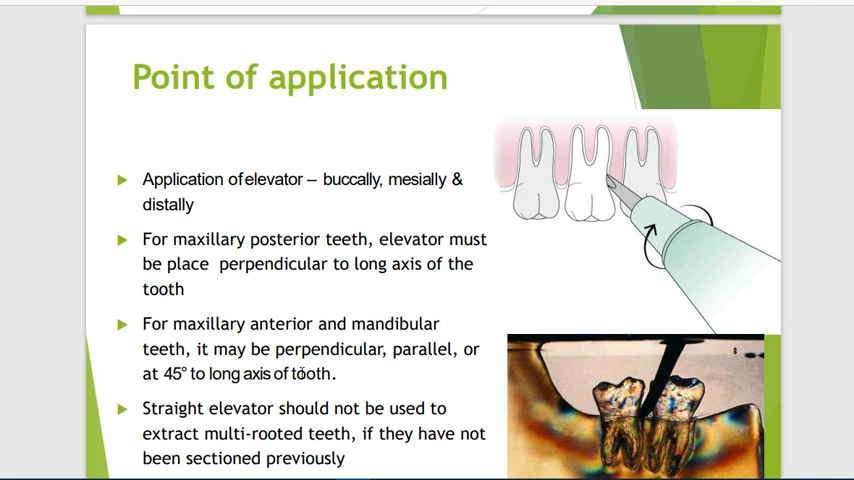 Point of application
Application of elevator – buccally, mesially &
distally
For maxillary posterior teeth, elevator must
be place perpendicular to long axis of the
tooth
For maxillary anterior and mandibular
teeth, it may be perpendicular, parallel, or
at 45° to long axis of tooth.
Straight elevator should not be used to
extract multi-rooted teeth, if they have not
been sectioned previously
8